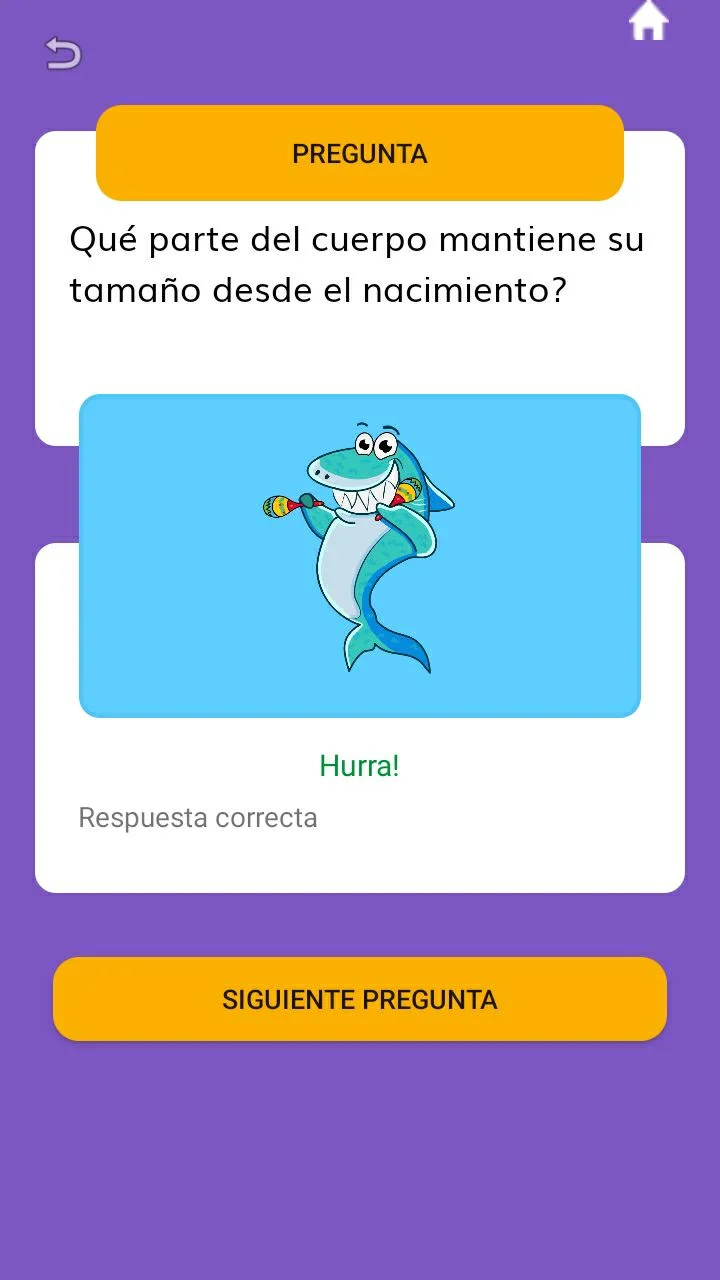 PREGUNTA
Qué parte del cuerpo mantiene su
tamaño desde el nacimiento?
Hurra!
Respuesta correcta
SIGUIENTE PREGUNTA